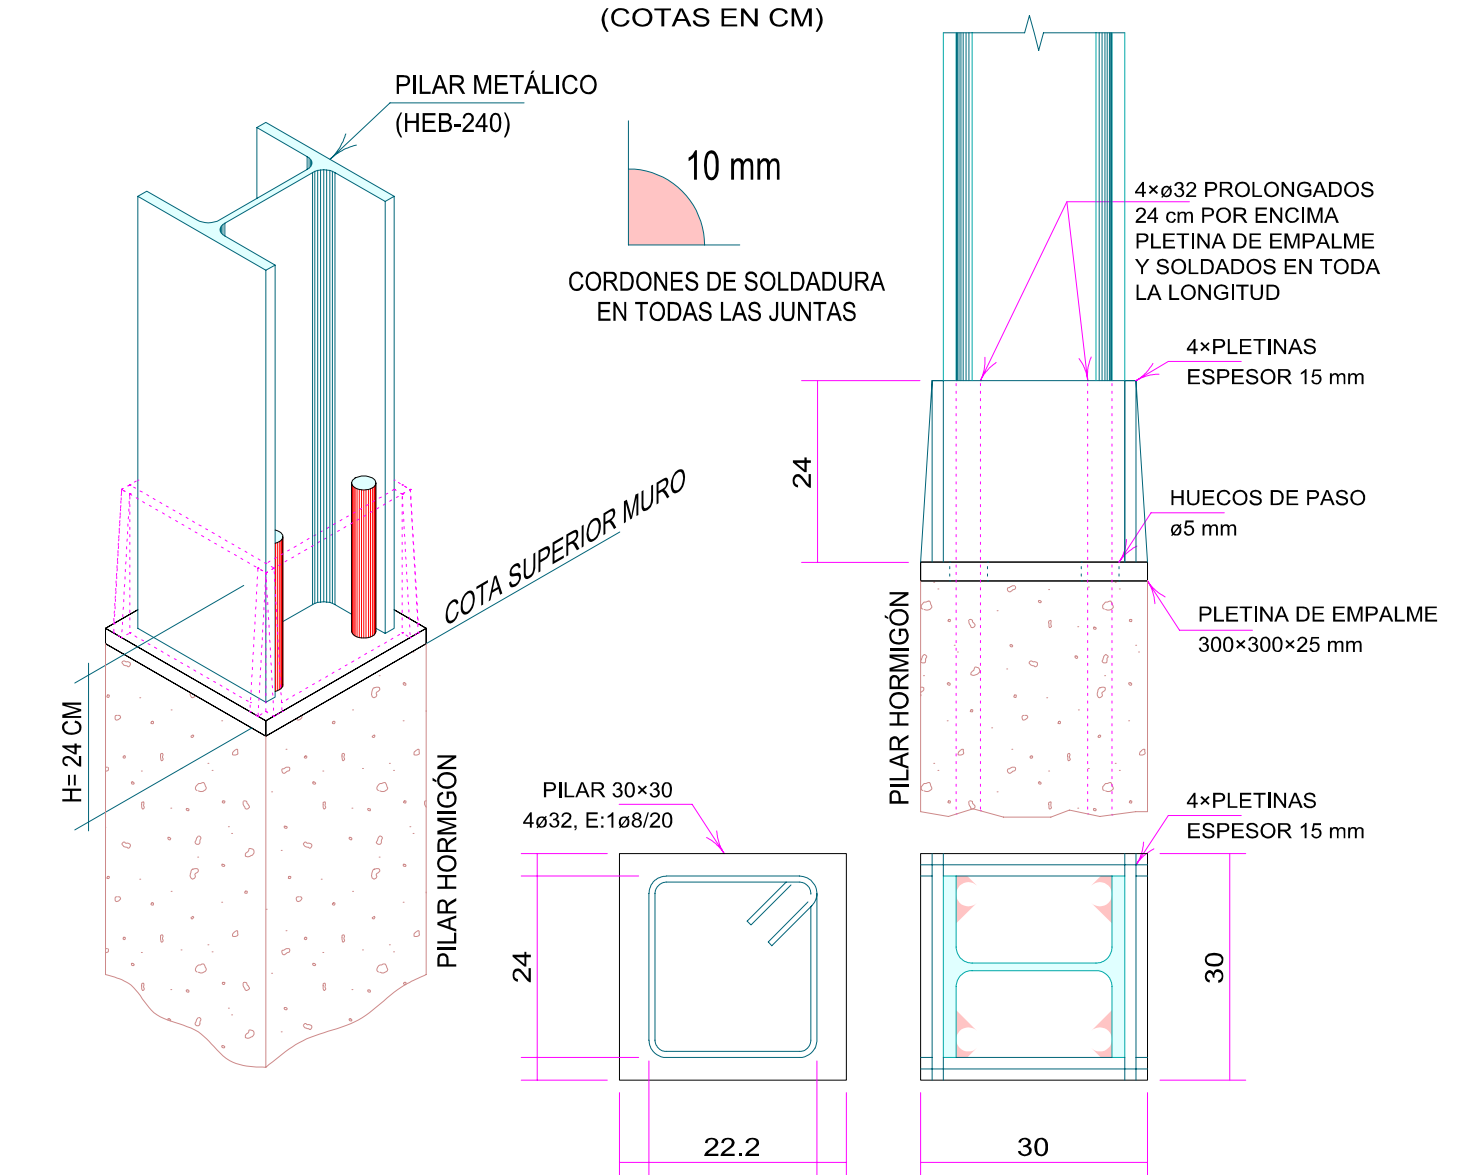 (COTAS EN CM)
PILAR METÁLICO
(HEB-240)
10 mm
CORDONES DE SOLDADURA
EN TODAS LAS JUNTAS
4×ø32 PROLONGADOS
24 cm POR ENCIMA
PLETINA DE EMPALME
Y SOLDADOS EN TODA
LA LONGITUD
4×PLETINAS
ESPESOR 15 mm
24
HUECOS DE PASO
ø5 mm
COTA SUPERIOR MURO
PLETINA DE EMPALME
300×300×25 mm
PILAR HORMIGÓN
H= 24 CM
PILAR HORMIGÓN
PILAR 30×30
4ø32, E:1ø8/20
4×PLETINAS
ESPESOR 15 mm
24
30
22.2
30